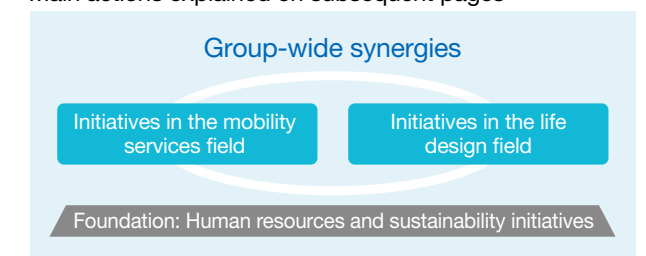 Main actions explained on subsequent pages
Group-wide synergies
Initiatives in the mobility
services field
Initiatives in the life
design field
Foundation: Human resources and sustainability initiatives